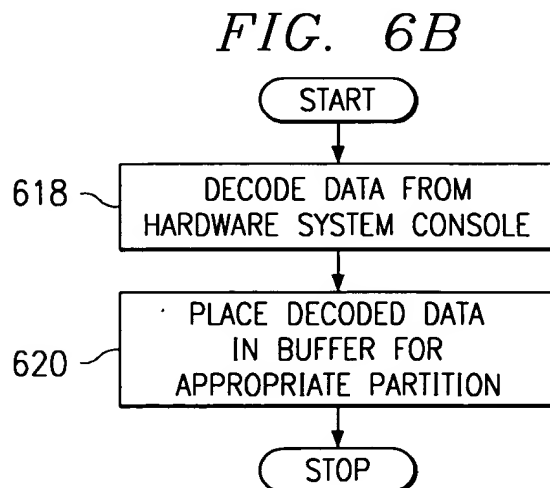 FIG. 6B
START
618
DECODE DATA FROM
HARDWARE SYSTEM CONSOLE
620
PLACE DECODED DATA
IN BUFFER FOR
APPROPRIATE PARTITION
STOP